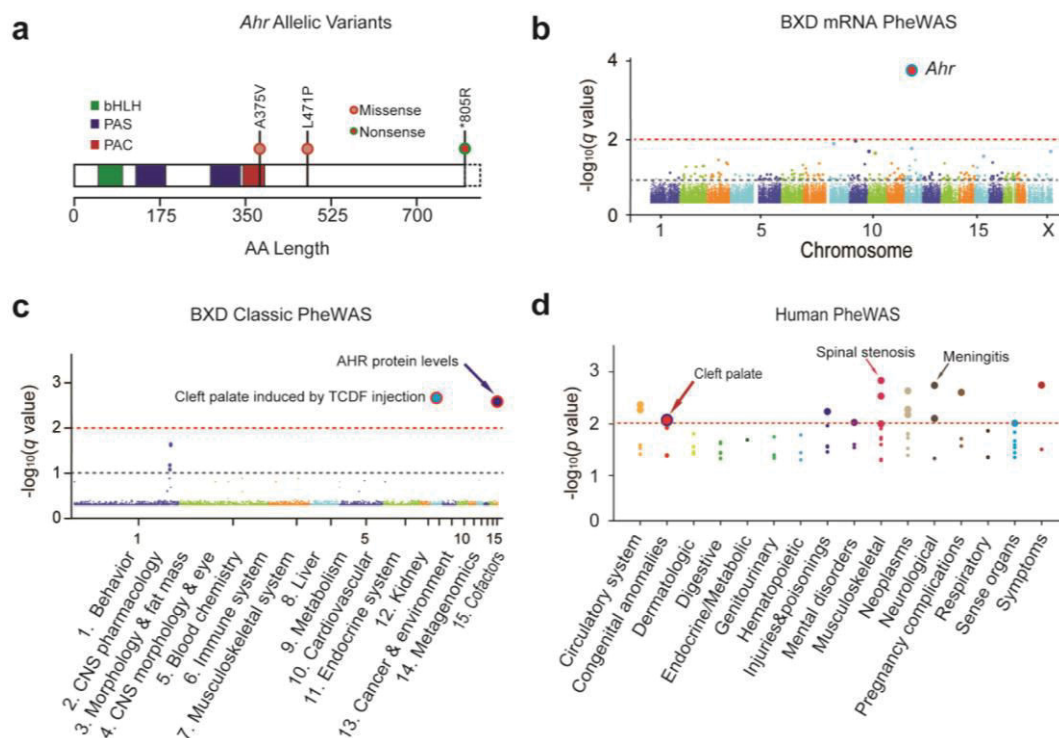 a
Ahr Allelic Variants
bHLH
PAS
PAC
A375V
L471P
*805R
Missense
Nonsense
0 175 350 525 700
AA Length
b
BXD mRNA PheWAS
Ahr
4
2
1
0
-log10(q value)
1 5 10 15 X
Chromosome
c
BXD Classic PheWAS
AHR protein levels
Cleft palate induced by TCDF injection
3
2
1
0
-log10(q value)
1 5 10 15
1. Behavior
2. CNS pharmacology
3. Morphology & fat mass
4. CNS morphology & eye
5. Blood chemistry
6. Immune system
7. Musculoskeletal system
8. Liver
9. Metabolism
10. Cardiovascular
11. Endocrine system
12. Kidney
13. Cancer & environment
14. Metagenomics
15. Cofactors
d
Human PheWAS
Spinal stenosis
Meningitis
Cleft palate
3
2
1
0
-log10(p value)
Circulatory system
Congenital anomalies
Dermatologic
Digestive
Endocrine/Metabolic
Genitourinary
Hematopoietic
Injuries&poisonings
Mental disorders
Musculoskeletal
Neoplasms
Neurological
Pregnancy complications
Respiratory
Sense organs
Symptoms